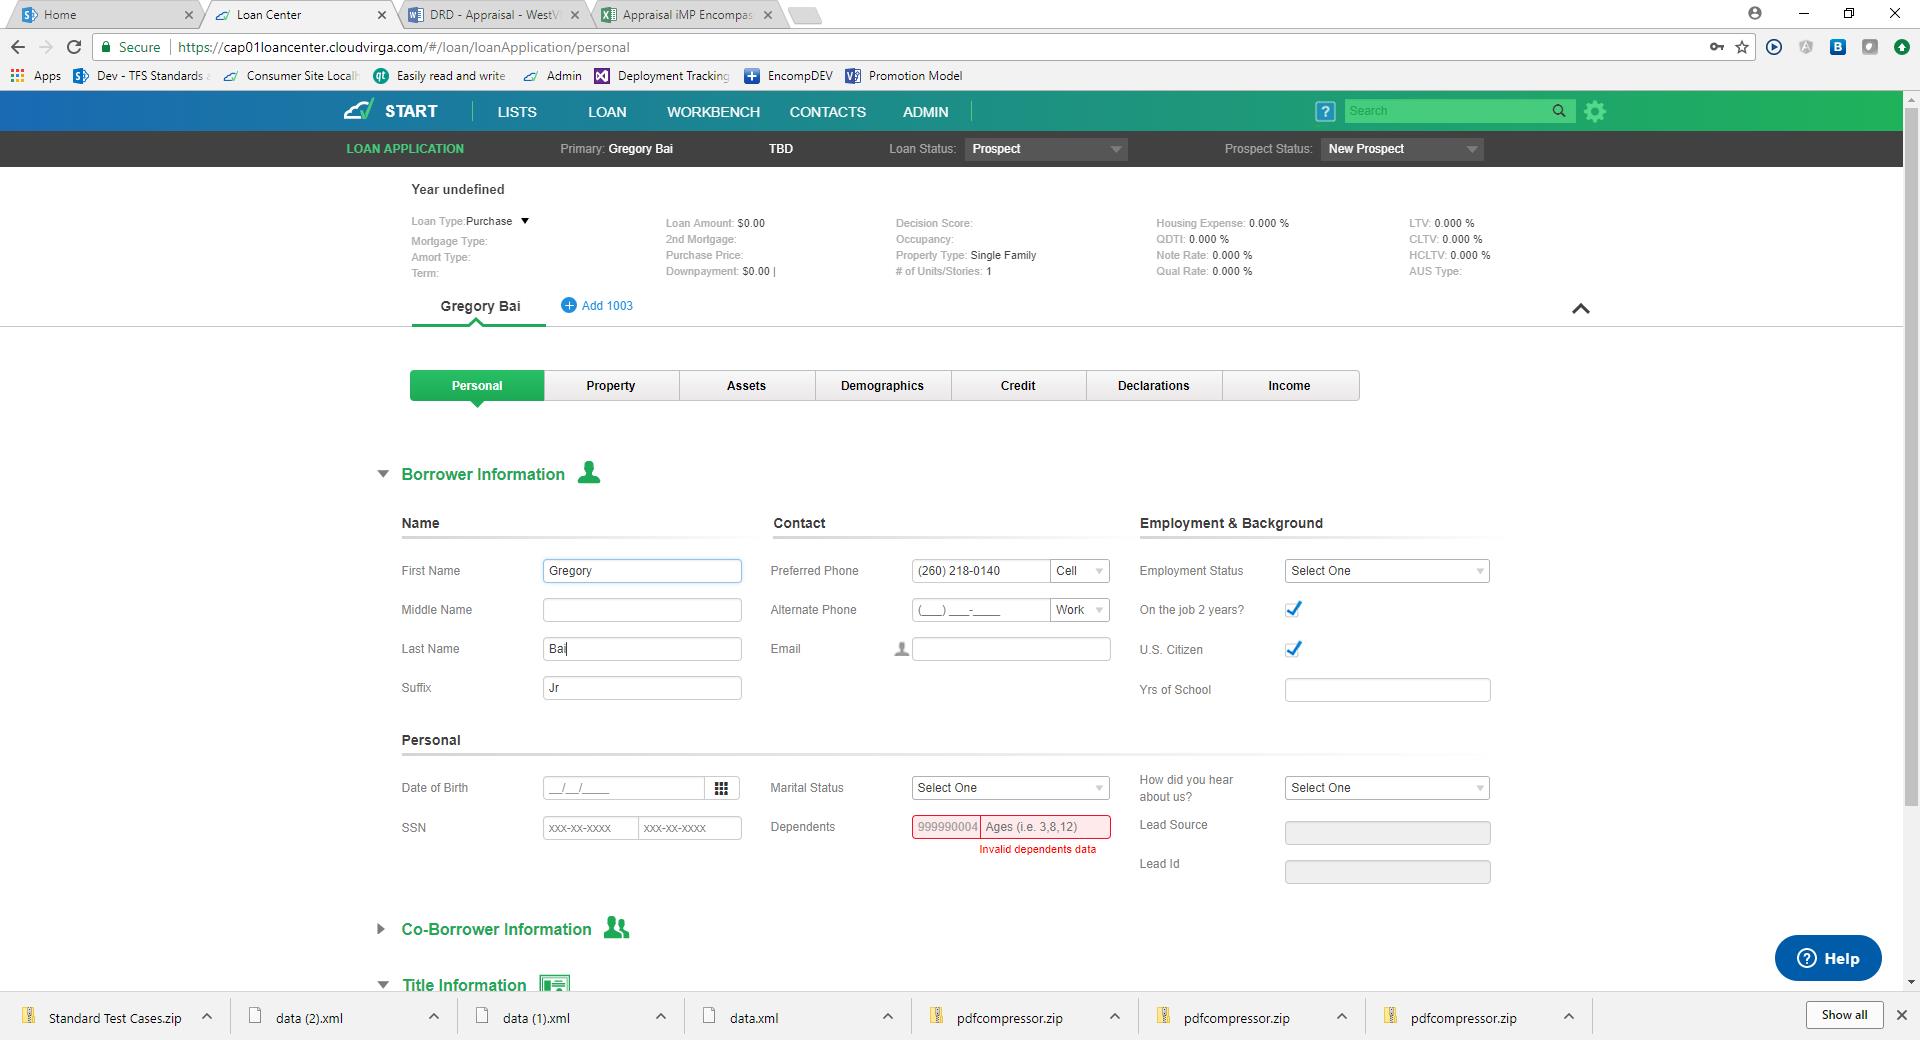 Home
Loan Center
DRD - Appraisal - WestV
Appraisal iMP Encompas
Secure
https://cap01loancenter.cloudvirga.com/#/loan/loanApplication/personal
Apps
Dev - TFS Standards
Consumer Site Local
qt
Easily read and write
Admin
Deployment Tracking
EncompDEV
Promotion Model
START
LISTS
LOAN
WORKBENCH
CONTACTS
ADMIN
?
Search
LOAN APPLICATION
Primary: Gregory Bai
TBD
Loan Status: Prospect
Prospect Status: New Prospect
Year undefined
Loan Type:Purchase
Mortgage Type:
Amort Type:
Term:
Loan Amount: $0.00
2nd Mortgage:
Purchase Price:
Downpayment: $0.00 |
Decision Score:
Occupancy:
Property Type: Single Family
# of Units/Stories: 1
Housing Expense: 0.000 %
QDTI: 0.000 %
Note Rate: 0.000 %
Qual Rate: 0.000 %
LTV: 0.000 %
CLTV: 0.000 %
HCLTV: 0.000 %
AUS Type:
Gregory Bai
Add 1003
Personal
Property
Assets
Demographics
Credit
Declarations
Income
Borrower Information
Name
First Name
Gregory
Middle Name
Last Name
Bai
Suffix
Jr
Contact
Preferred Phone
(260) 218-0140
Cell
Alternate Phone
(___) ___-____
Work
Email
Employment & Background
Employment Status
Select One
On the job 2 years?
U.S. Citizen
Yrs of School
Personal
Date of Birth
__/__/____
SSN
xxx-xx-xxxx
xxx-xx-xxxx
Marital Status
Select One
Dependents
999990004
Ages (i.e. 3,8,12)
Invalid dependents data
How did you hear
about us?
Select One
Lead Source
Lead Id
Co-Borrower Information
Title Information
? Help
Standard Test Cases.zip
data (2).xml
data (1).xml
data.xml
pdfcompressor.zip
pdfcompressor.zip
pdfcompressor.zip
Show all